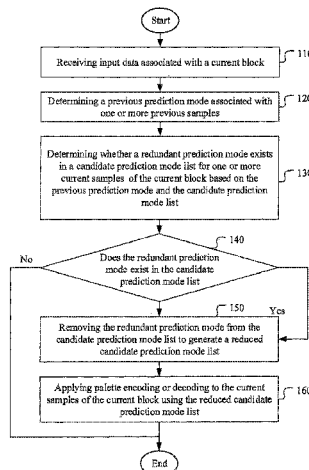 Start
Receiving input data associated with a current block
110
Determining a previous prediction mode associated with
one or more previous samples
120
Determining whether a redundant prediction mode exists
in a candidate prediction mode list for one or more
current samples of the current block based on the
previous prediction mode and the candidate prediction
mode list
130
140
No
Does the redundant prediction
mode exist in the candidate
prediction mode list
Yes
150
Removing the redundant prediction mode from the
candidate prediction mode list to generate a reduced
candidate prediction mode list
Applying palette encoding or decoding to the current
samples of the current block using the reduced candidate
prediction mode list
160
End